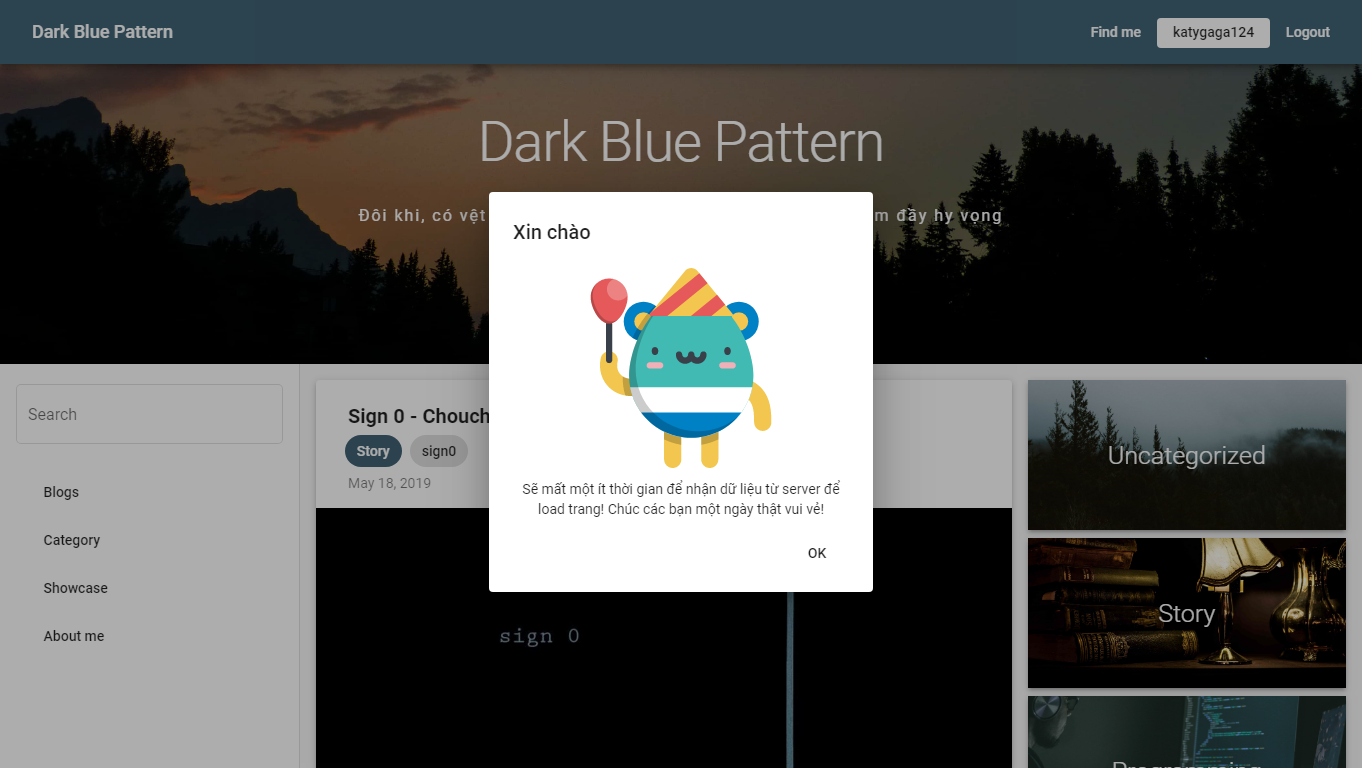 Dark Blue Pattern
Find me
katygaga124
Logout
Dark Blue Pattern
Đôi khi, có vệt
đầy hy vọng
Xin chào
Sẽ mất một ít thời gian để nhận dữ liệu từ server để
load trang! Chúc các bạn một ngày thật vui vẻ!
OK
Search
Blogs
Category
Showcase
About me
Sign 0 - Chouch
Story
sign0
May 18, 2019
sign 0
Uncategorized
Story
Programming